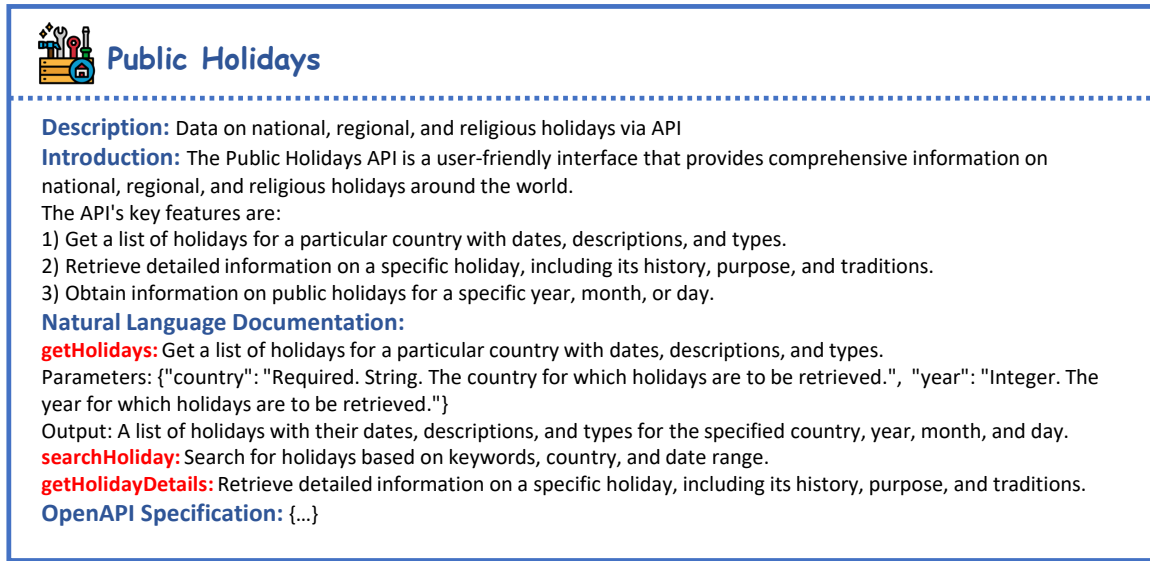 Public Holidays
Description: Data on national, regional, and religious holidays via API
Introduction: The Public Holidays API is a user-friendly interface that provides comprehensive information on
national, regional, and religious holidays around the world.
The API's key features are:
1) Get a list of holidays for a particular country with dates, descriptions, and types.
2) Retrieve detailed information on a specific holiday, including its history, purpose, and traditions.
3) Obtain information on public holidays for a specific year, month, or day.
Natural Language Documentation:
getHolidays: Get a list of holidays for a particular country with dates, descriptions, and types.
Parameters: {"country": "Required. String. The country for which holidays are to be retrieved.", "year": "Integer. The
year for which holidays are to be retrieved."}
Output: A list of holidays with their dates, descriptions, and types for the specified country, year, month, and day.
searchHoliday: Search for holidays based on keywords, country, and date range.
getHolidayDetails: Retrieve detailed information on a specific holiday, including its history, purpose, and traditions.
OpenAPI Specification: {…}